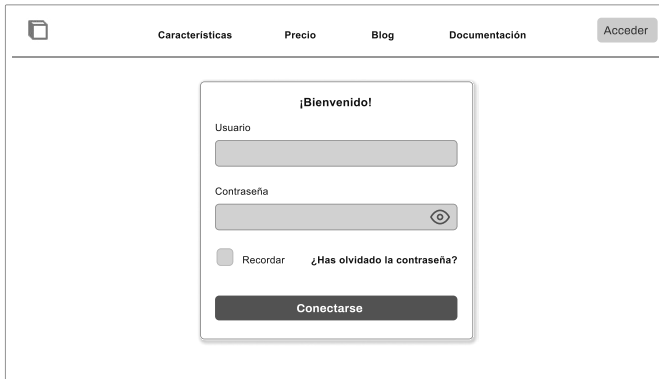 Características Precio Blog Documentación Acceder
¡Bienvenido!
Usuario
Contraseña
Recordar ¿Has olvidado la contraseña?
Conectarse